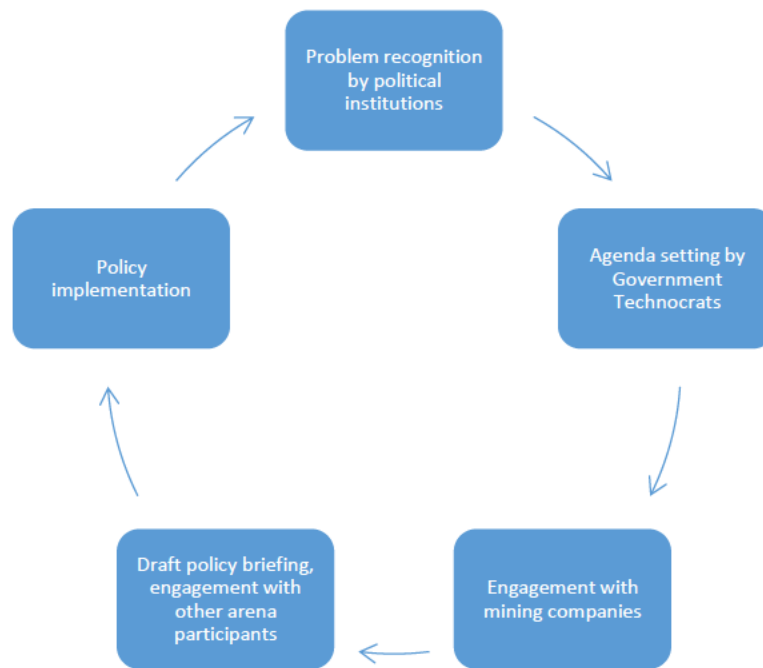 Problem recognition
by political
institutions
Agenda setting by
Government
Technocrats
Engagement with
mining companies
Draft policy briefing,
engagement with
other arena
participants
Policy
implementation